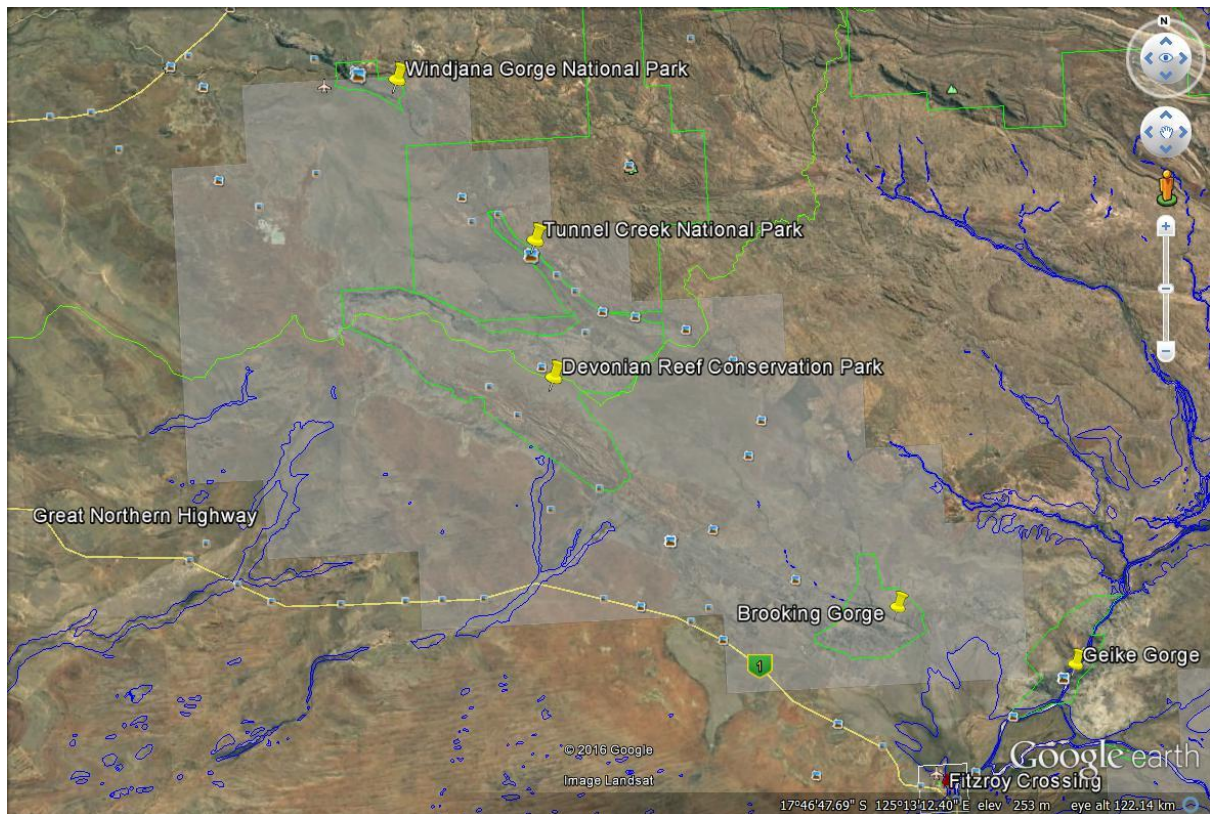 N
Windjana Gorge National Park
Tunnel Creek National Park
Devonian Reef Conservation Park
Great Northern Highway
Brooking Gorge
Geike Gorge
1
© 2016 Google
Image Landsat
Google earth
Fitzroy Crossing
17°46'47.69" S 125°13'12.40" E elev 253 m eye alt 122.14 km